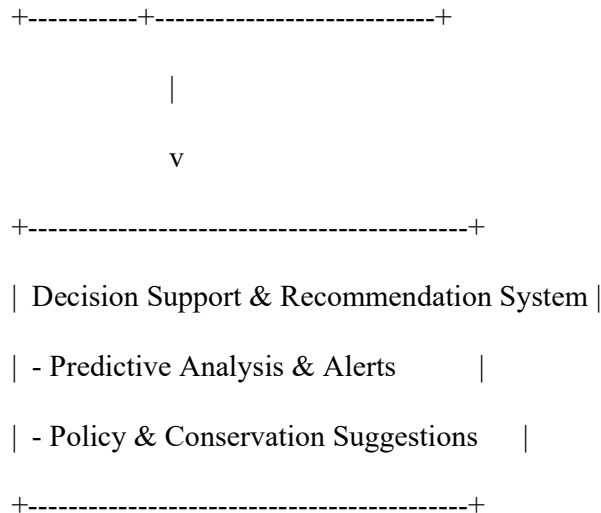 +-----------+----------------------------+
|
v
+--------------------------------------------+
| Decision Support & Recommendation System |
| - Predictive Analysis & Alerts |
| - Policy & Conservation Suggestions |
+--------------------------------------------+